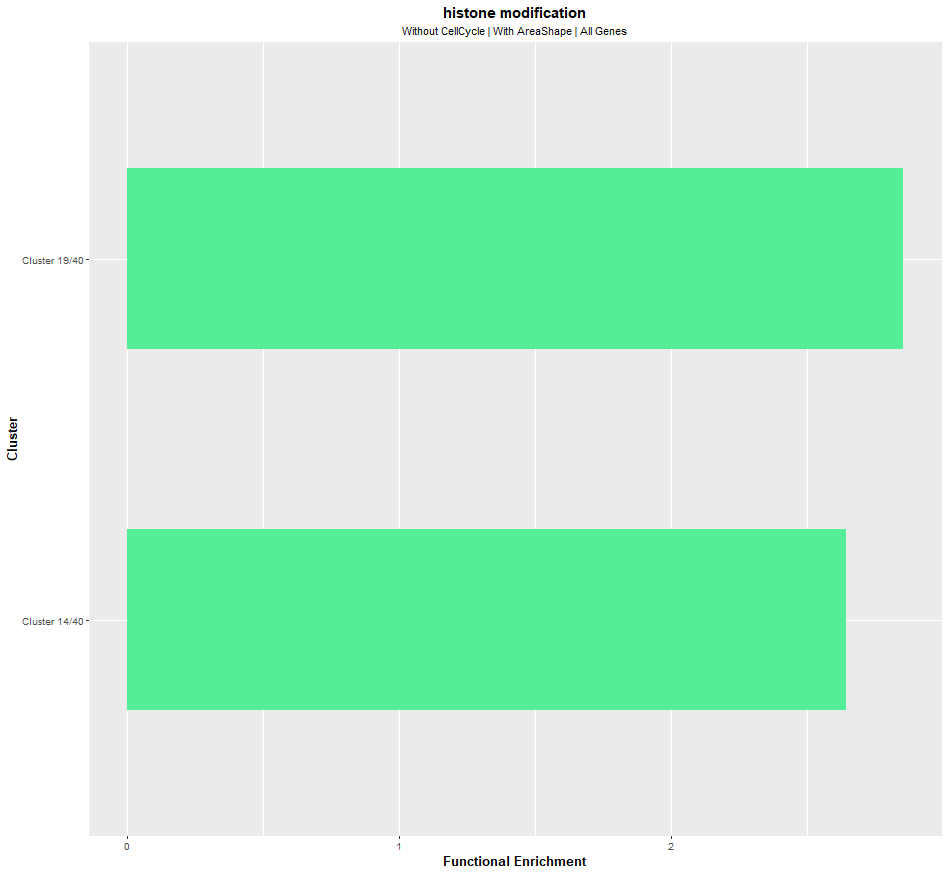 histone modification
Without CellCycle | With AreaShape | All Genes
Cluster 19/40
Cluster
Cluster 14/40
0 1 2
Functional Enrichment